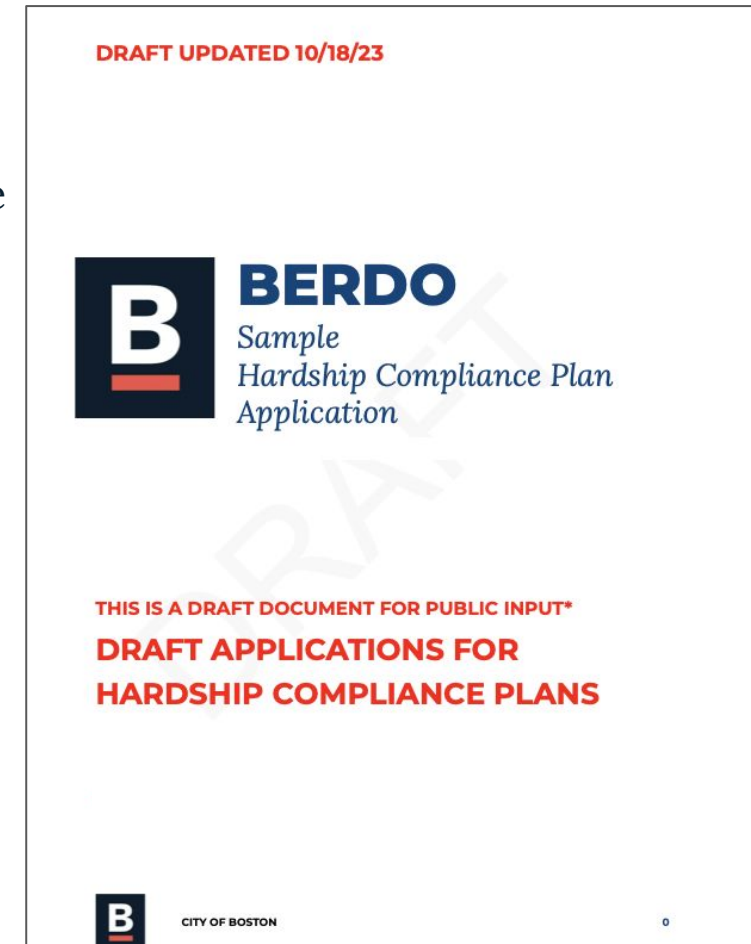 DRAFT UPDATED 10/18/23
e
B
BERDO
Sample
Hardship Compliance Plan
Application
DRAFT
THIS IS A DRAFT DOCUMENT FOR PUBLIC INPUT*
DRAFT APPLICATIONS FOR
HARDSHIP COMPLIANCE PLANS
B
CITY OF BOSTON
0